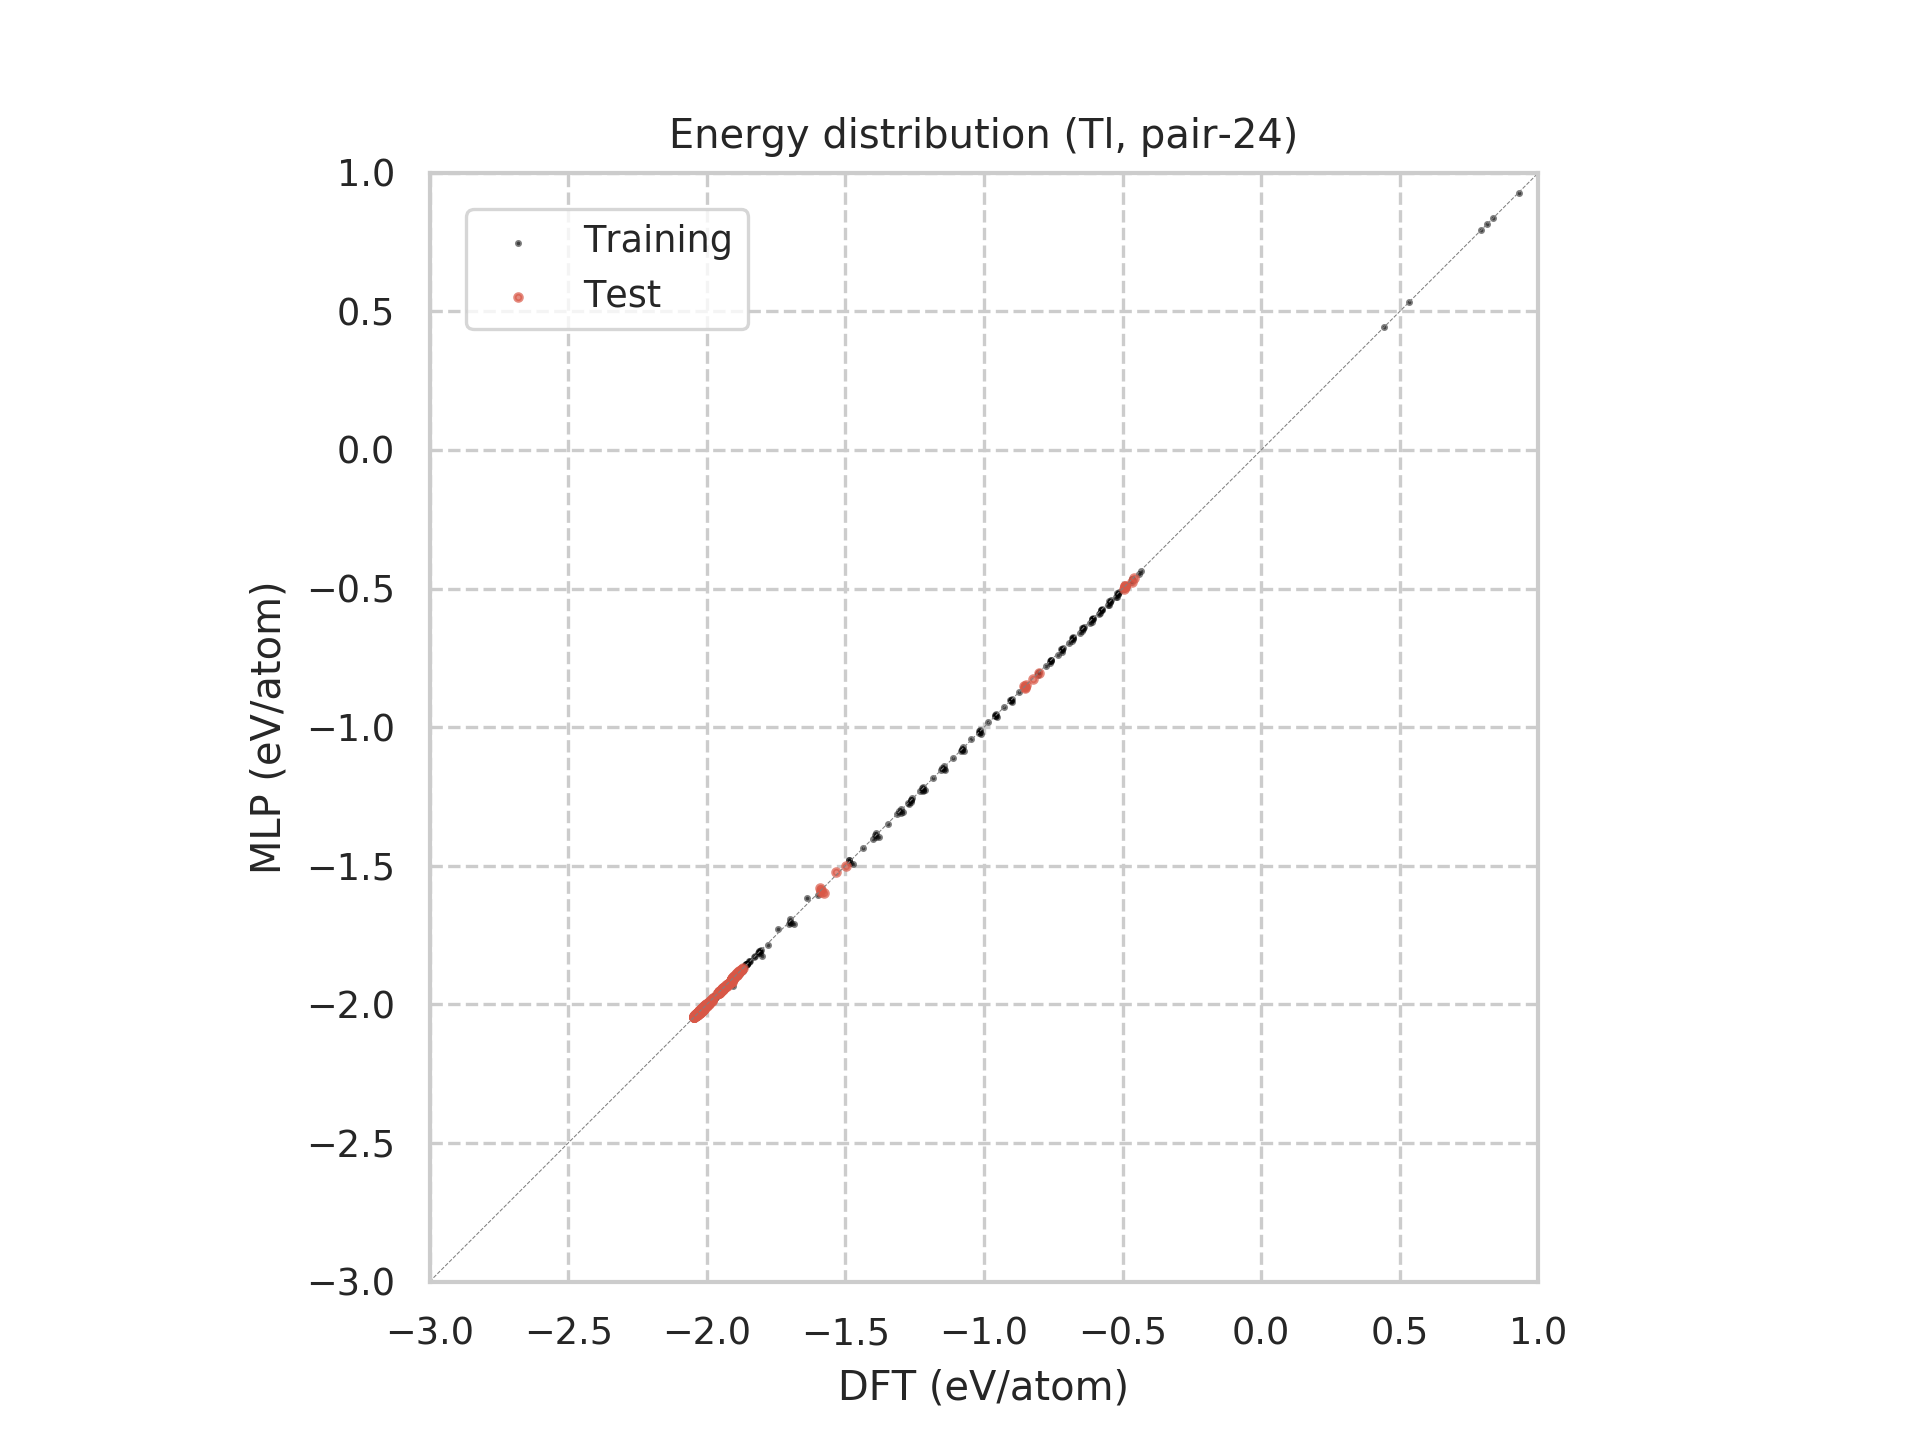 Energy distribution (Tl, pair-24)
1.0
0.5
0.0
−0.5
−1.0
−1.5
−2.0
−2.5
−3.0
MLP (eV/atom)
Training
Test
−3.0 −2.5 −2.0 −1.5 −1.0 −0.5 0.0 0.5 1.0
DFT (eV/atom)